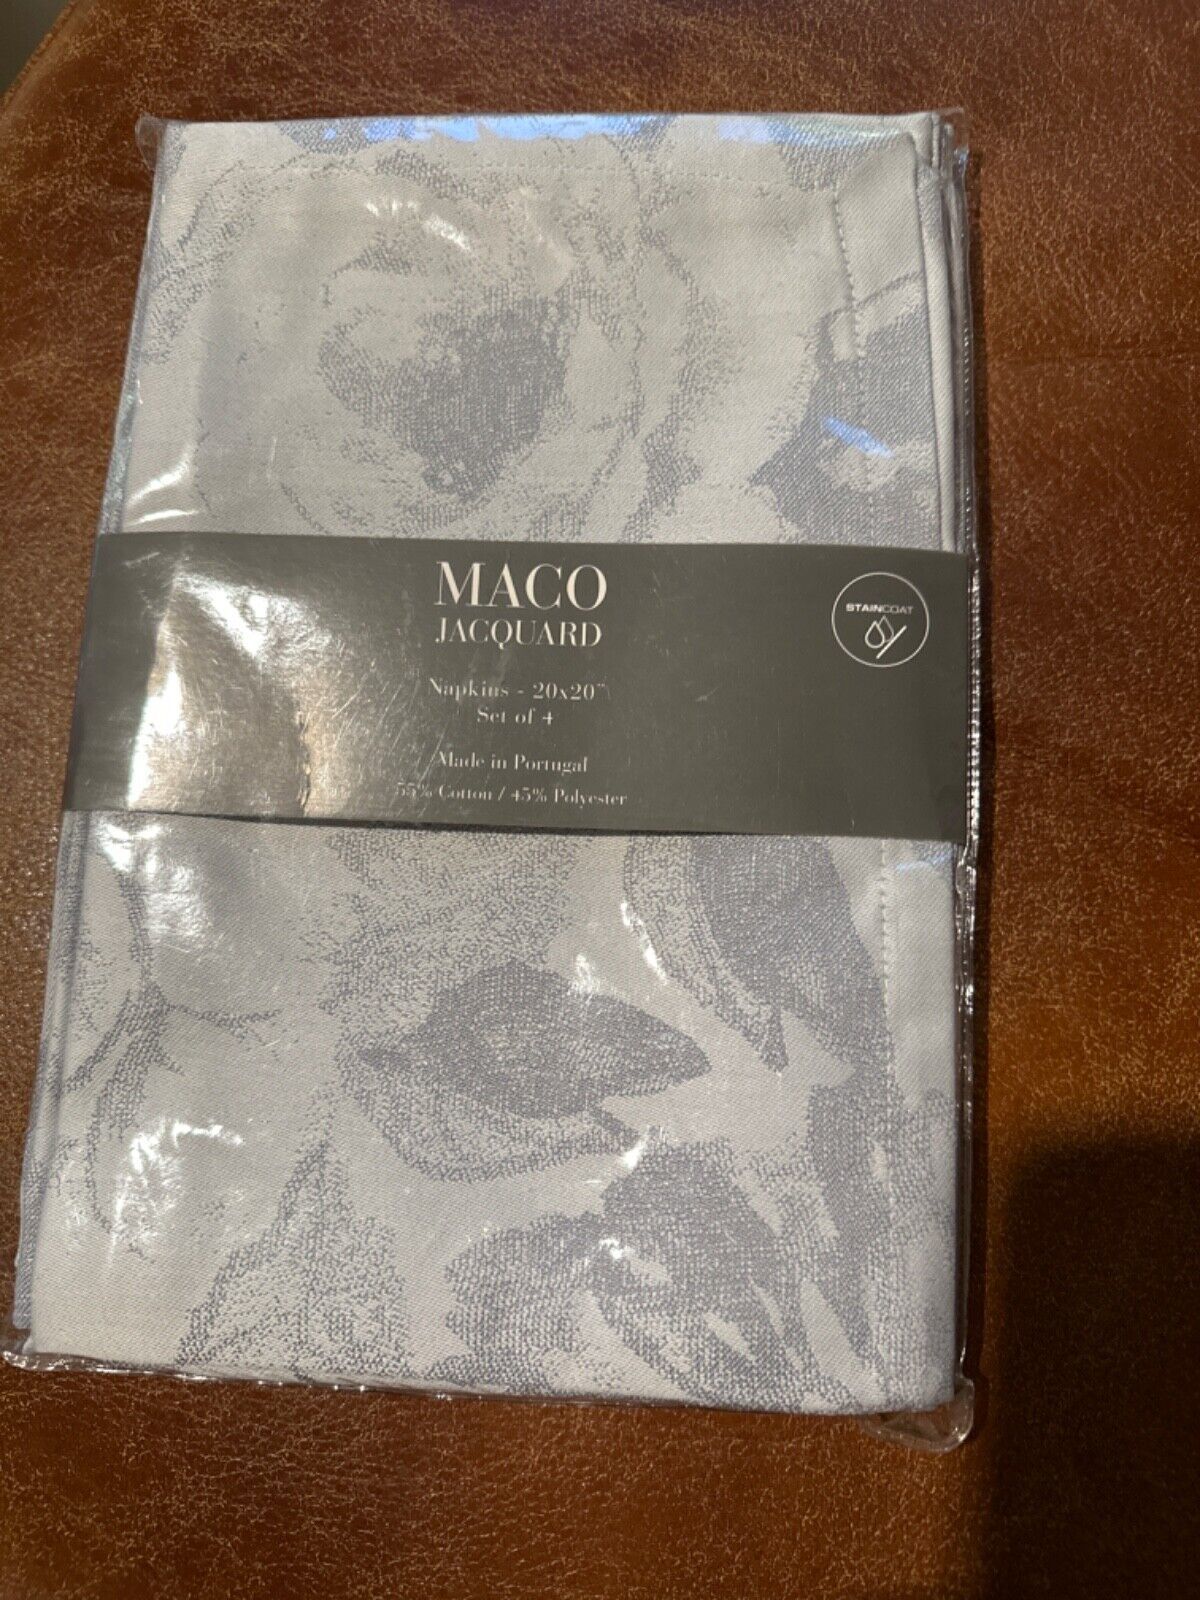 MACO
JACQUARD
Napkins - 20x20"
Set of 4
Made in Portugal
55% Cotton / 45% Polyester
STAINCOAT